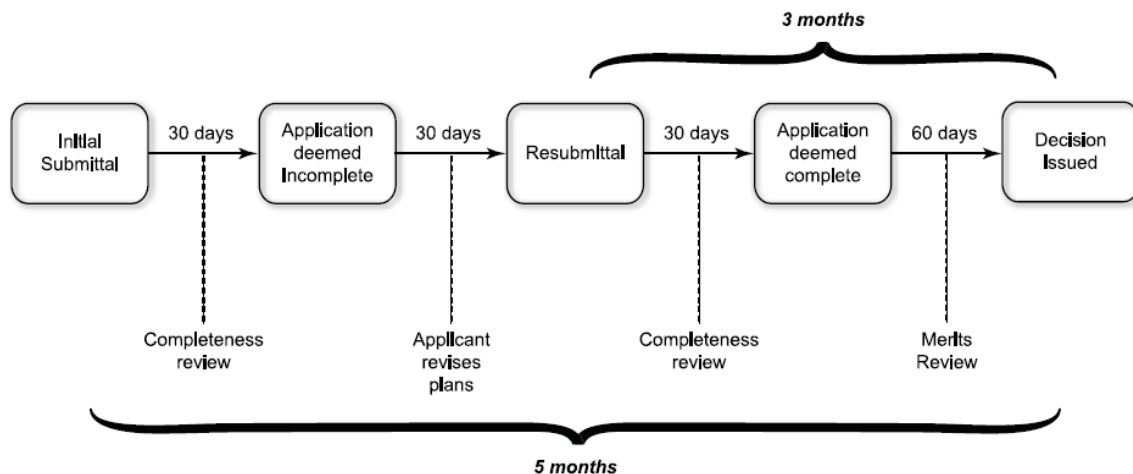 3 months
Initial
Submittal
30 days
Application
deemed
Incomplete
30 days
Resubmittal
30 days
Application
deemed
complete
60 days
Decision
Issued
Completeness
review
Applicant
revises
plans
Completeness
review
Merits
Review
5 months